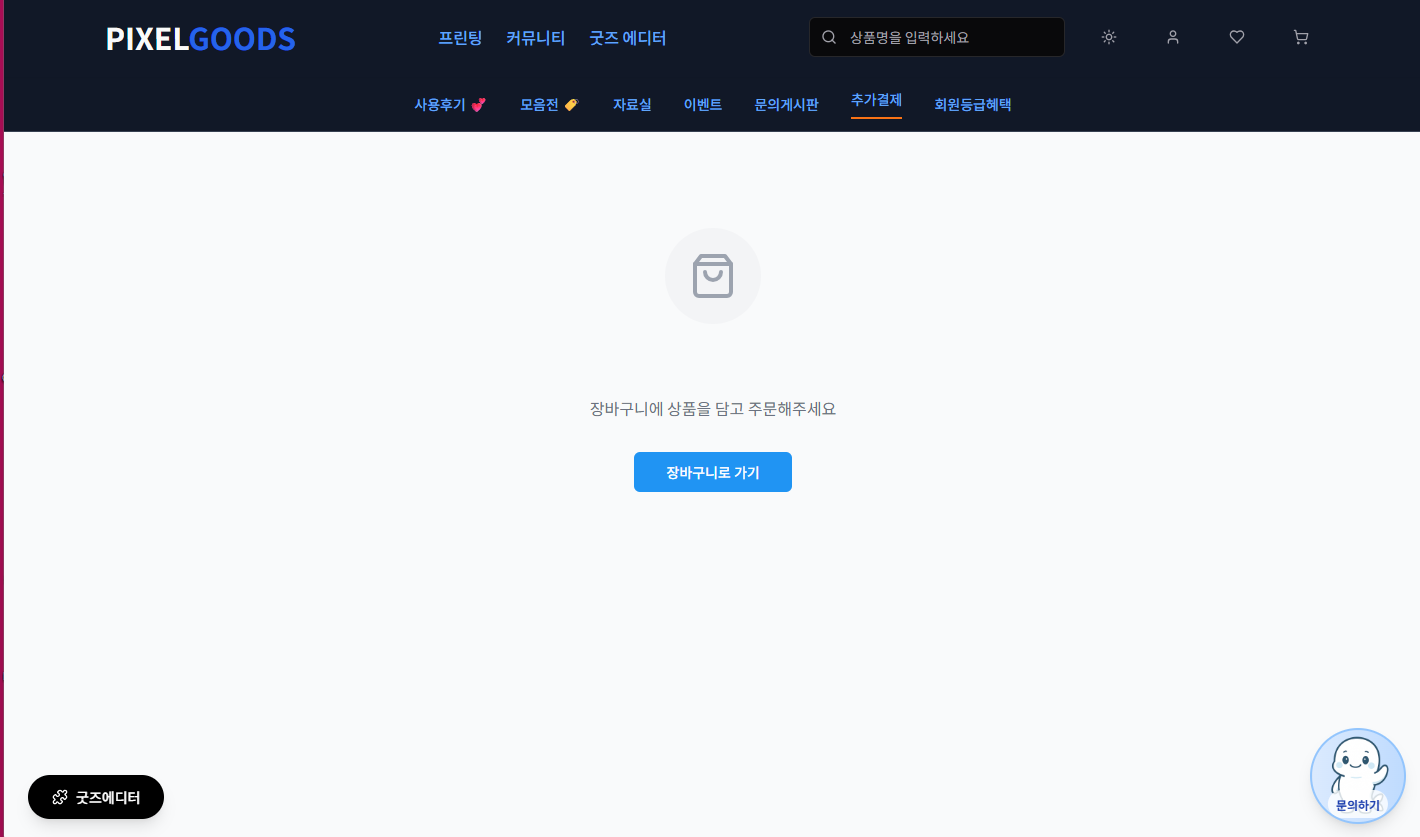 PIXELGOODS
프린팅 커뮤니티 굿즈 에디터
상품명을 입력하세요
사용후기 💕 모음전 🏷️ 자료실 이벤트 문의게시판 추가결제 회원등급혜택
장바구니에 상품을 담고 주문해주세요
장바구니로 가기
굿즈에디터
문의하기